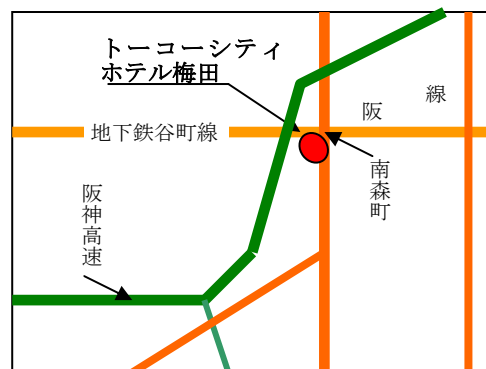 トーコーシティ
ホテル梅田
線
阪
地下鉄谷町線
南森町
阪神高速